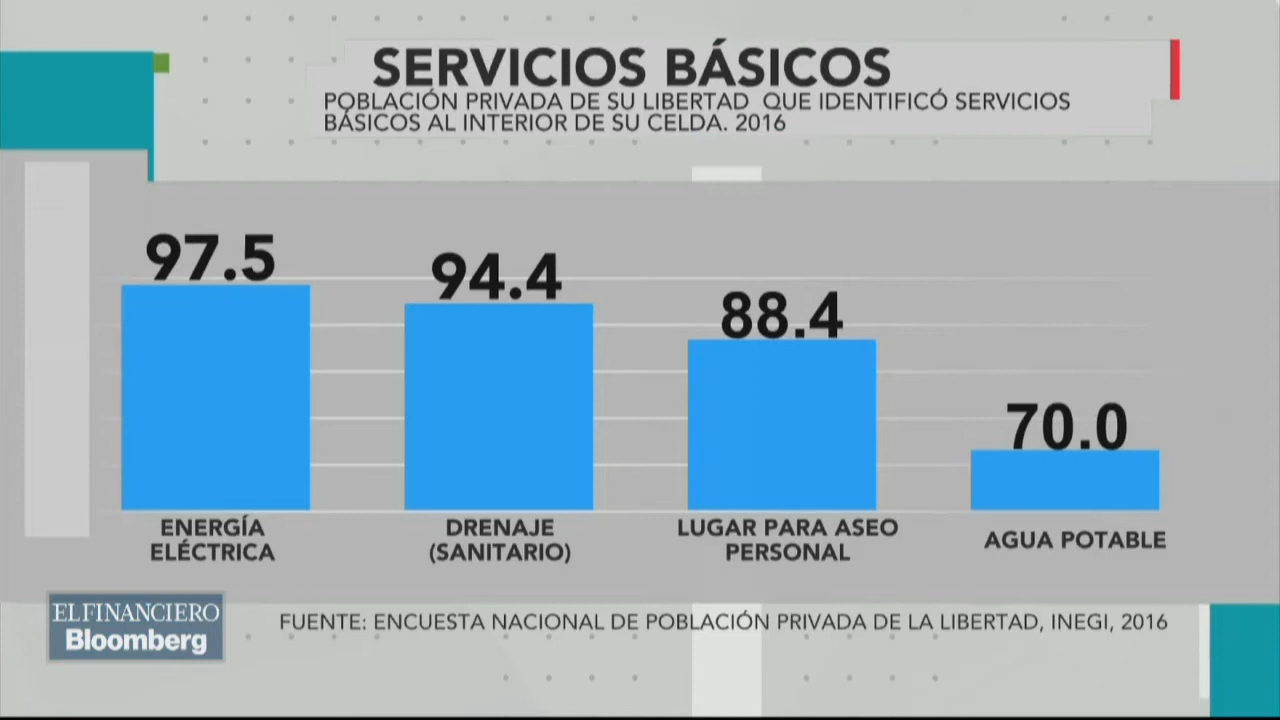 SERVICIOS BÁSICOS
POBLACIÓN PRIVADA DE SU LIBERTAD QUE IDENTIFICÓ SERVICIOS
BÁSICOS AL INTERIOR DE SU CELDA. 2016
97.5
94.4
88.4
70.0
ENERGÍA
ELÉCTRICA
DRENAJE
(SANITARIO)
LUGAR PARA ASEO
PERSONAL
AGUA POTABLE
EL FINANCIERO
Bloomberg
FUENTE: ENCUESTA NACIONAL DE POBLACIÓN PRIVADA DE LA LIBERTAD, INEGI, 2016